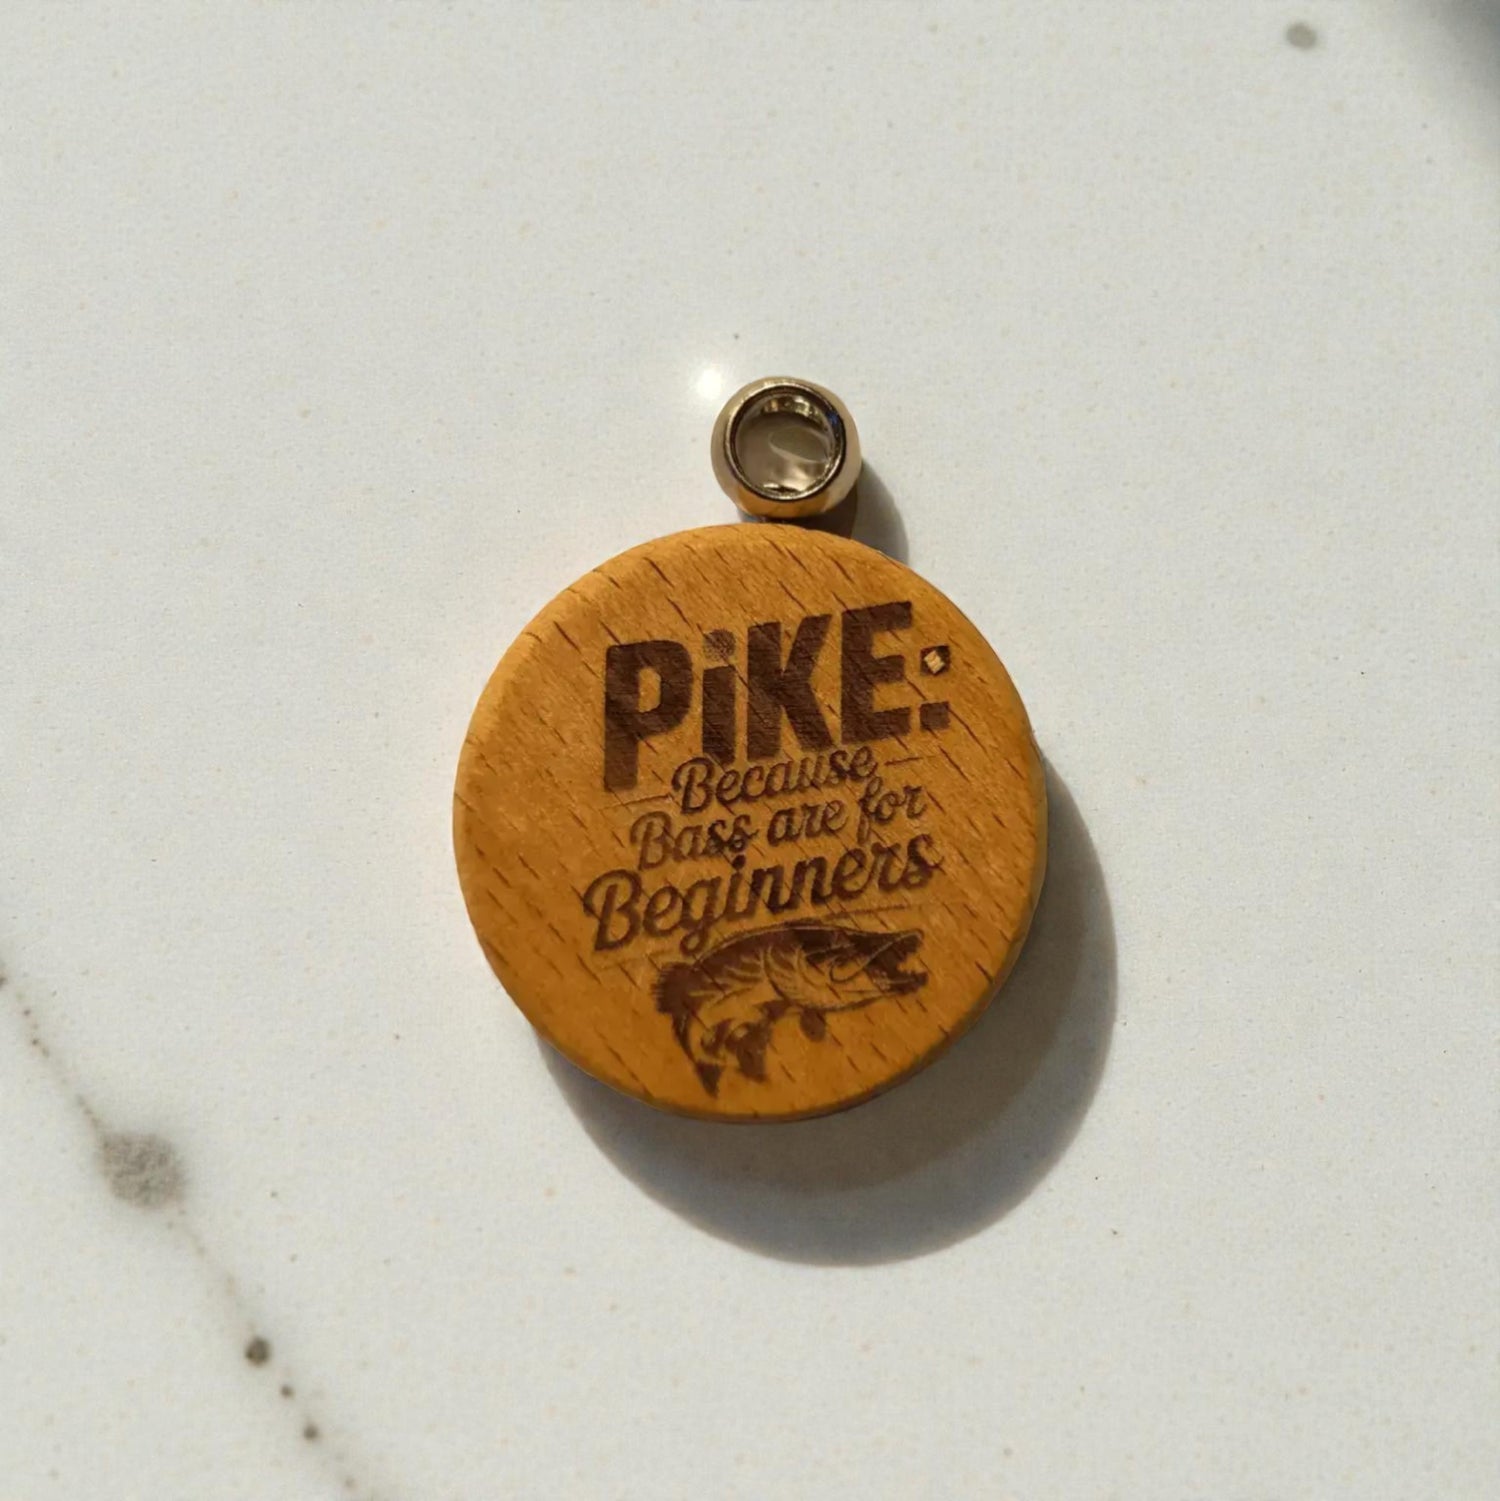 PiKE:
Because
Bass are for
Beginners